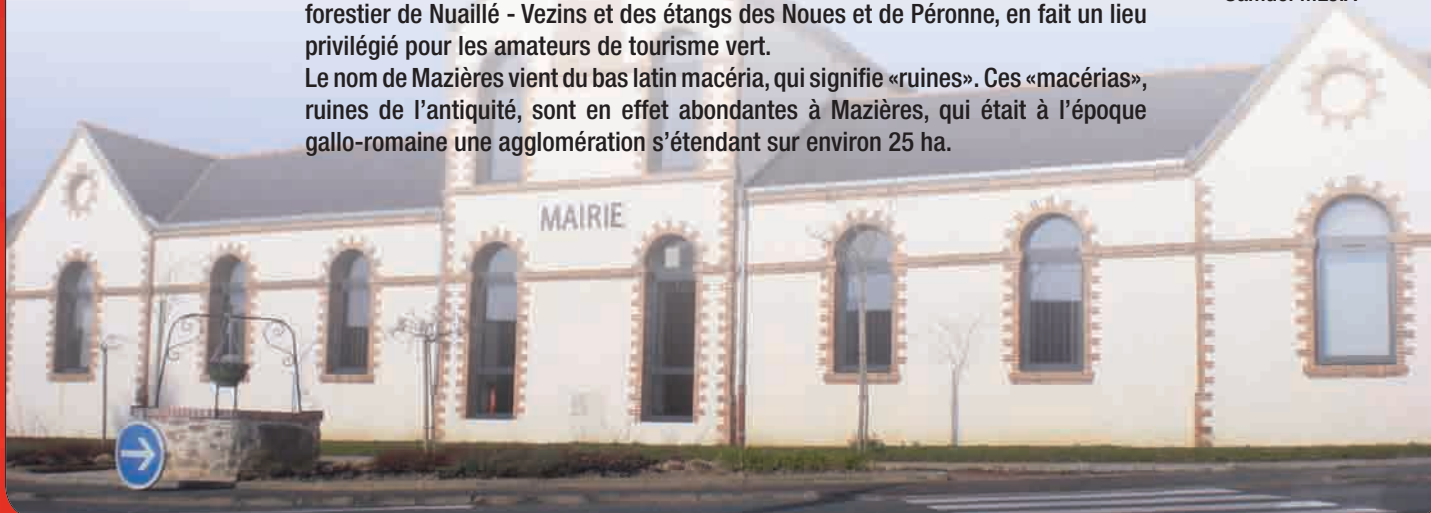 forestier de Nuaillé - Vezins et des étangs des Noues et de Péronne, en fait un lieu
privilégié pour les amateurs de tourisme vert.
Le nom de Mazières vient du bas latin macéria, qui signifie «ruines». Ces «macérias»,
ruines de l'antiquité, sont en effet abondantes à Mazières, qui était à l'époque
gallo-romaine une agglomération s'étendant sur environ 25 ha.
MAIRIE